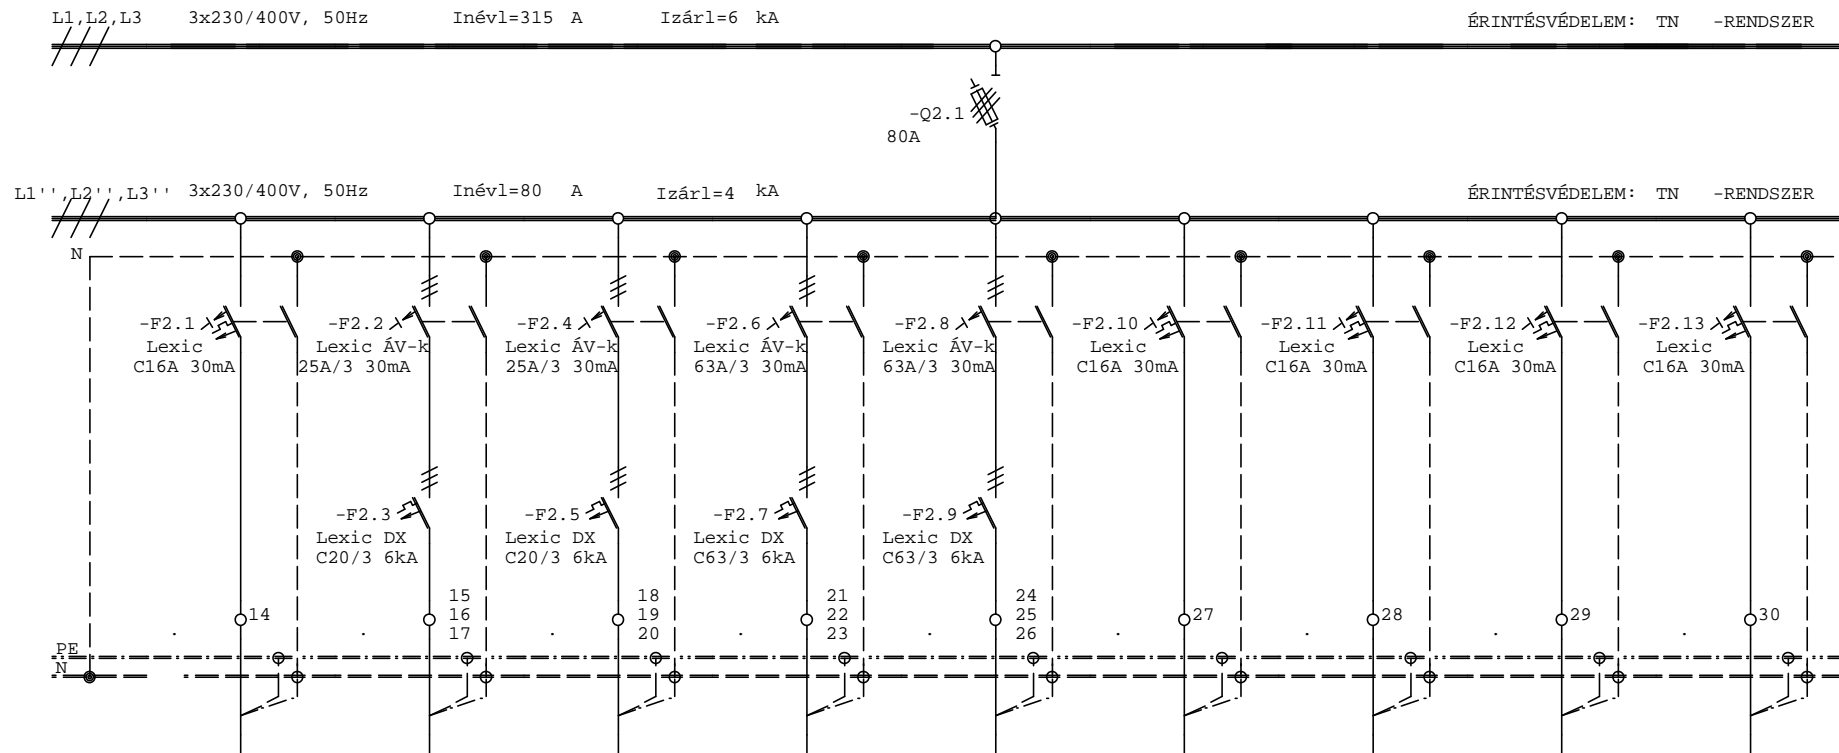 L1,L2,L3 3x230/400V, 50Hz Inévl=315 A Izárl=6 kA ÉRINTÉSVÉDELEM: TN -RENDSZER
-Q2.1
80A
L1'',L2'',L3'' 3x230/400V, 50Hz Inévl=80 A Izárl=4 kA ÉRINTÉSVÉDELEM: TN -RENDSZER
N
-F2.1 -F2.2 -F2.4 -F2.6 -F2.8 -F2.10 -F2.11 -F2.12 -F2.13
Lexic Lexic ÁV-k Lexic ÁV-k Lexic ÁV-k Lexic ÁV-k Lexic Lexic Lexic Lexic
C16A 30mA 25A/3 30mA 25A/3 30mA 63A/3 30mA 63A/3 30mA C16A 30mA C16A 30mA C16A 30mA C16A 30mA
-F2.3 -F2.5 -F2.7 -F2.9
Lexic DX Lexic DX Lexic DX Lexic DX
C20/3 6kA C20/3 6kA C63/3 6kA C63/3 6kA
15 18 21 24
14 16 19 22 25 27 28 29 30
17 20 23 26
PE
N